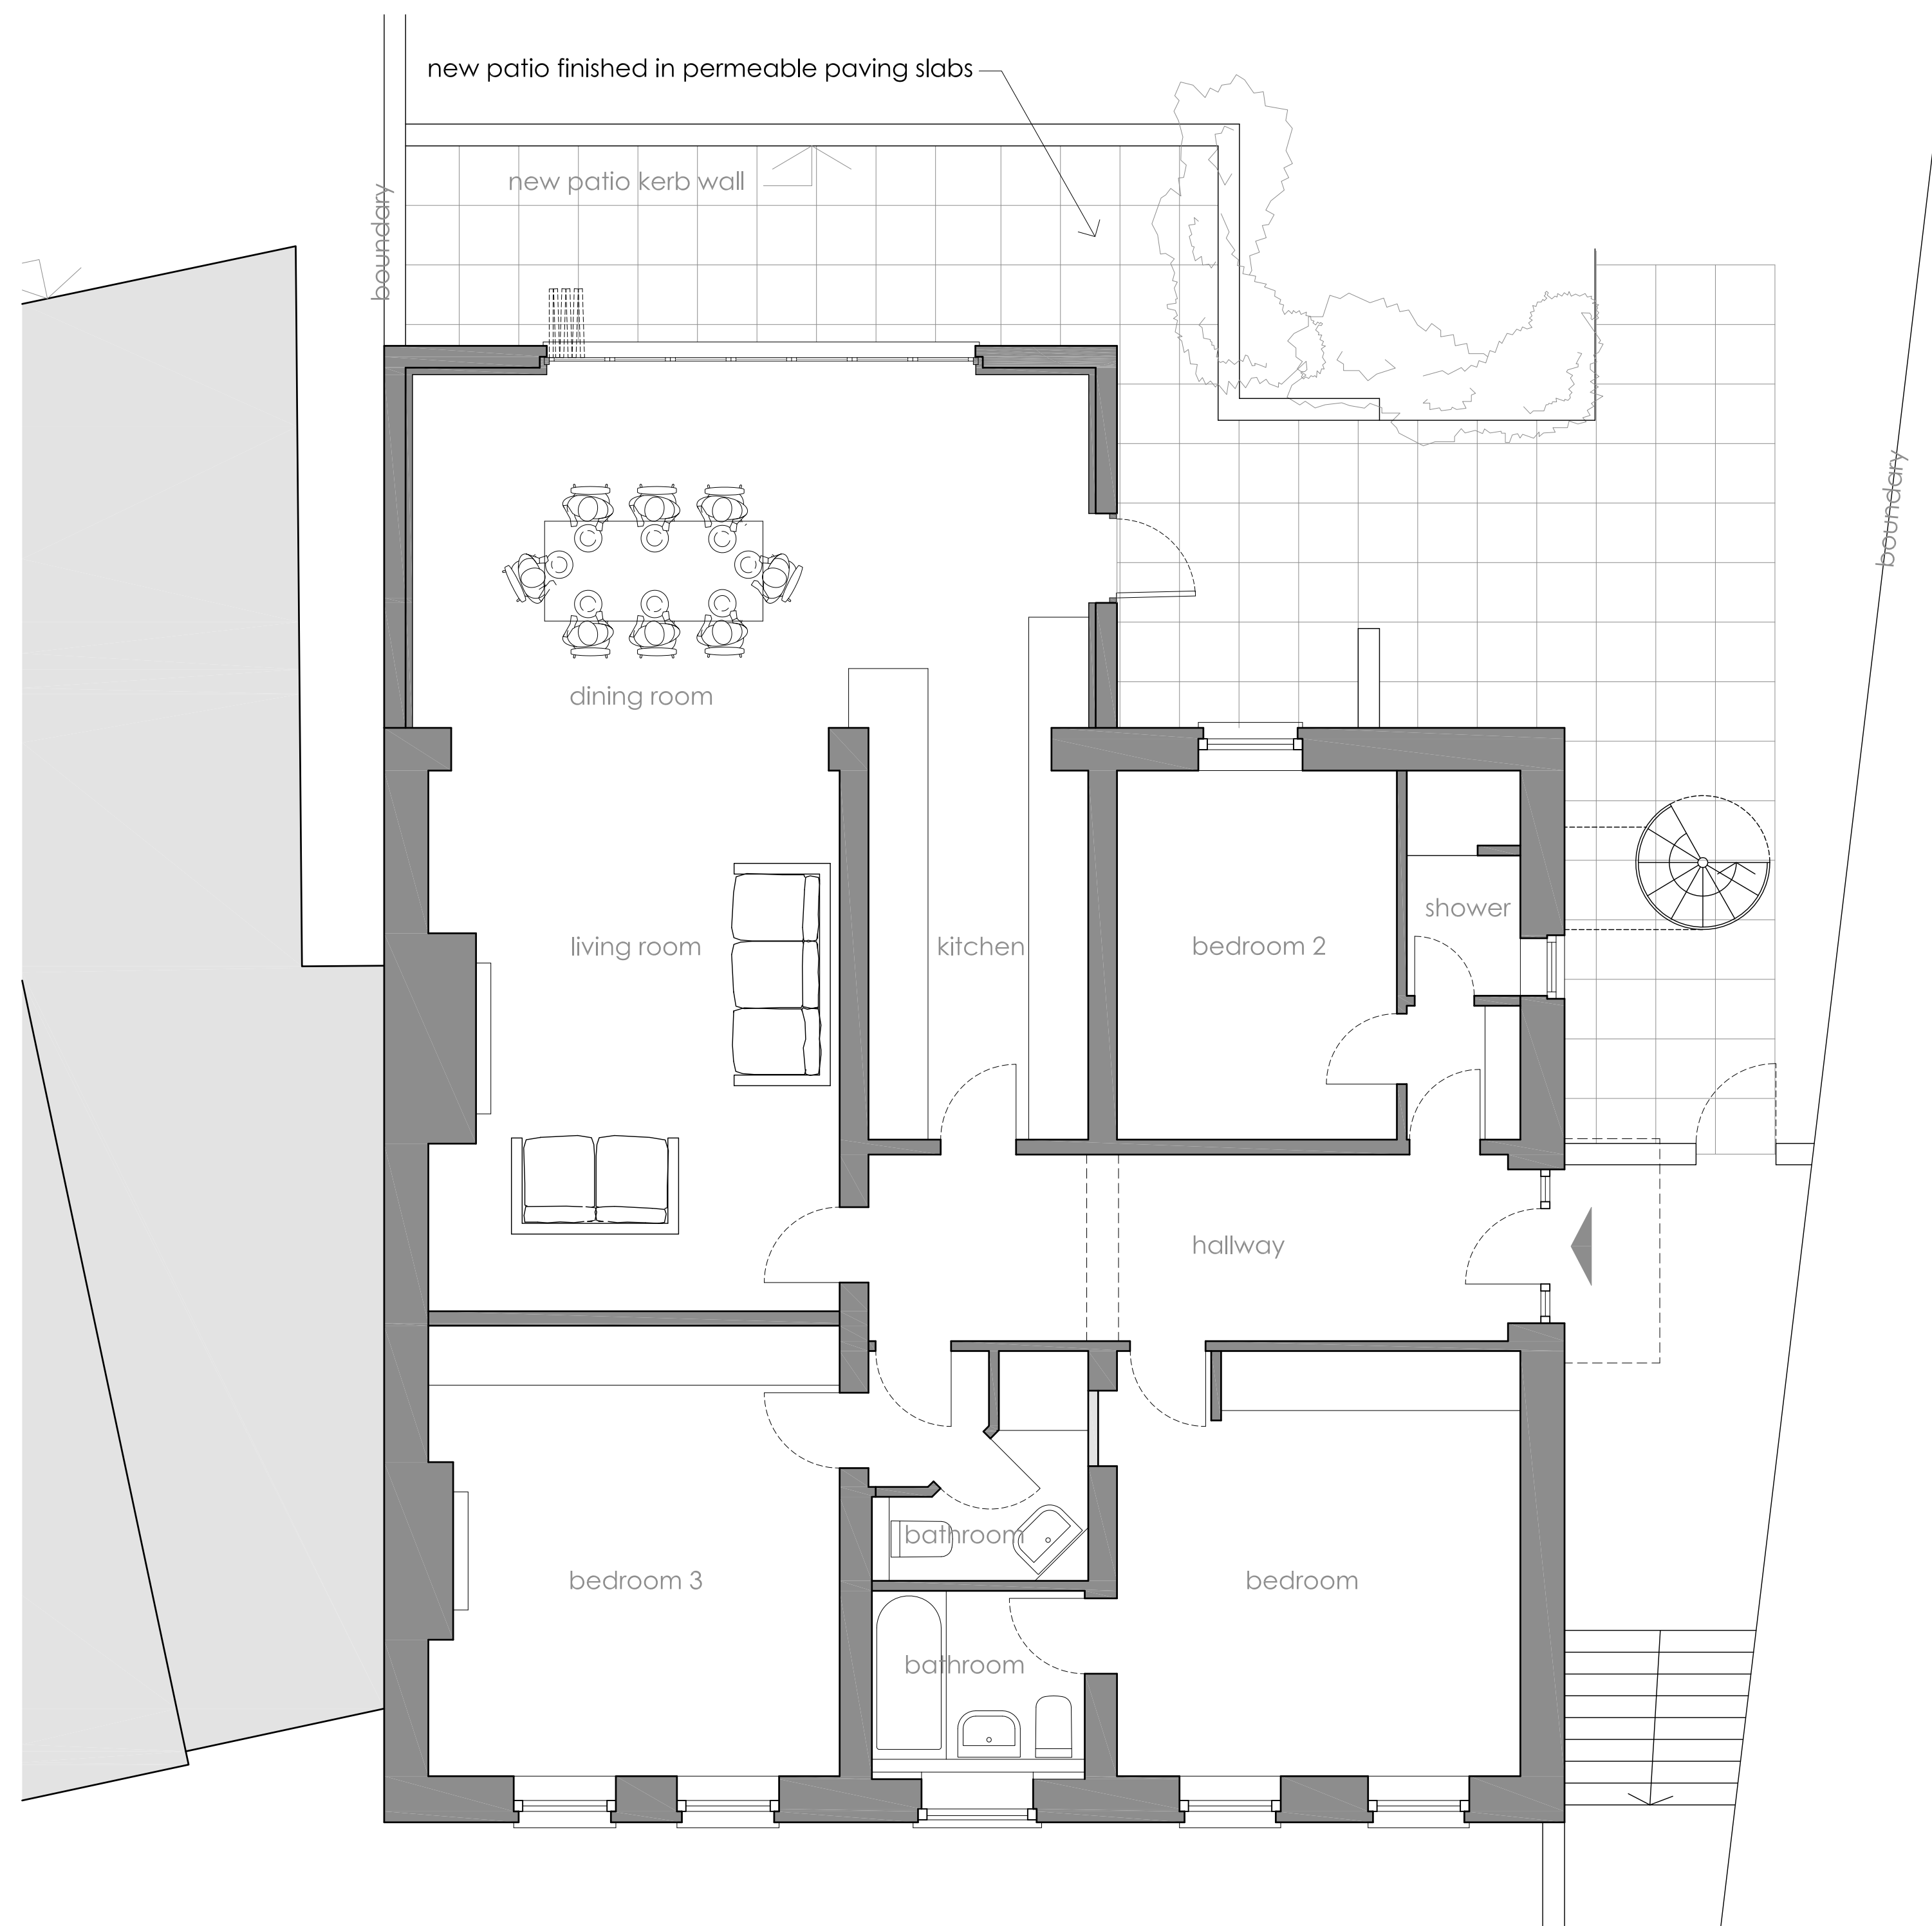 new patio finished in permeable paving slabs
new patio kerb wall
boundary
boundary
dining room
shower
living room
kitchen
bedroom 2
hallway
bathroom
bedroom 3
bedroom
bathroom